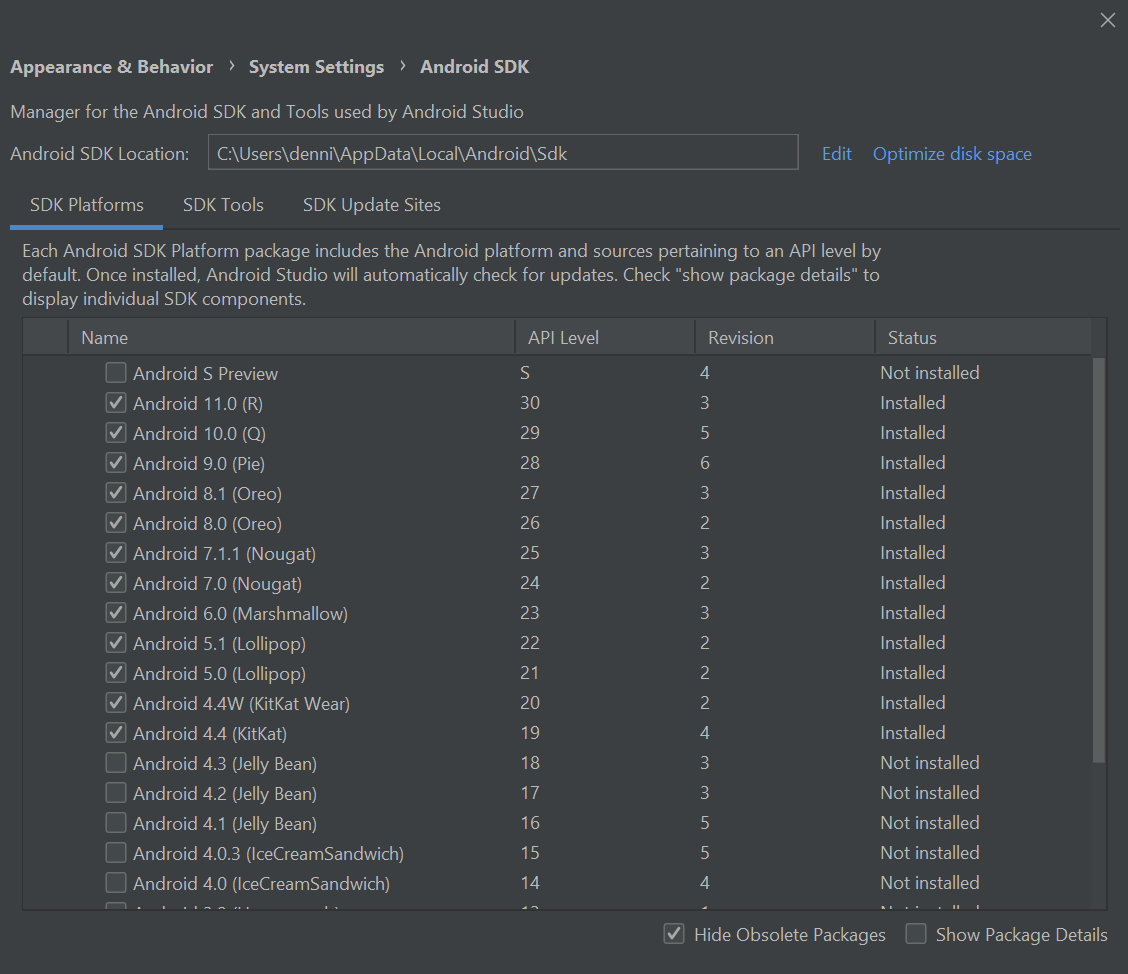 Appearance & Behavior › System Settings › Android SDK
Manager for the Android SDK and Tools used by Android Studio
Android SDK Location: C:\Users\denni\AppData\Local\Android\Sdk Edit Optimize disk space
SDK Platforms SDK Tools SDK Update Sites
Each Android SDK Platform package includes the Android platform and sources pertaining to an API level by
default. Once installed, Android Studio will automatically check for updates. Check "show package details" to
display individual SDK components.
Name API Level Revision Status
Android S Preview S 4 Not installed
Android 11.0 (R) 30 3 Installed
Android 10.0 (Q) 29 5 Installed
Android 9.0 (Pie) 28 6 Installed
Android 8.1 (Oreo) 27 3 Installed
Android 8.0 (Oreo) 26 2 Installed
Android 7.1.1 (Nougat) 25 3 Installed
Android 7.0 (Nougat) 24 2 Installed
Android 6.0 (Marshmallow) 23 3 Installed
Android 5.1 (Lollipop) 22 2 Installed
Android 5.0 (Lollipop) 21 2 Installed
Android 4.4W (KitKat Wear) 20 2 Installed
Android 4.4 (KitKat) 19 4 Installed
Android 4.3 (Jelly Bean) 18 3 Not installed
Android 4.2 (Jelly Bean) 17 3 Not installed
Android 4.1 (Jelly Bean) 16 5 Not installed
Android 4.0.3 (IceCreamSandwich) 15 5 Not installed
Android 4.0 (IceCreamSandwich) 14 4 Not installed
Hide Obsolete Packages Show Package Details